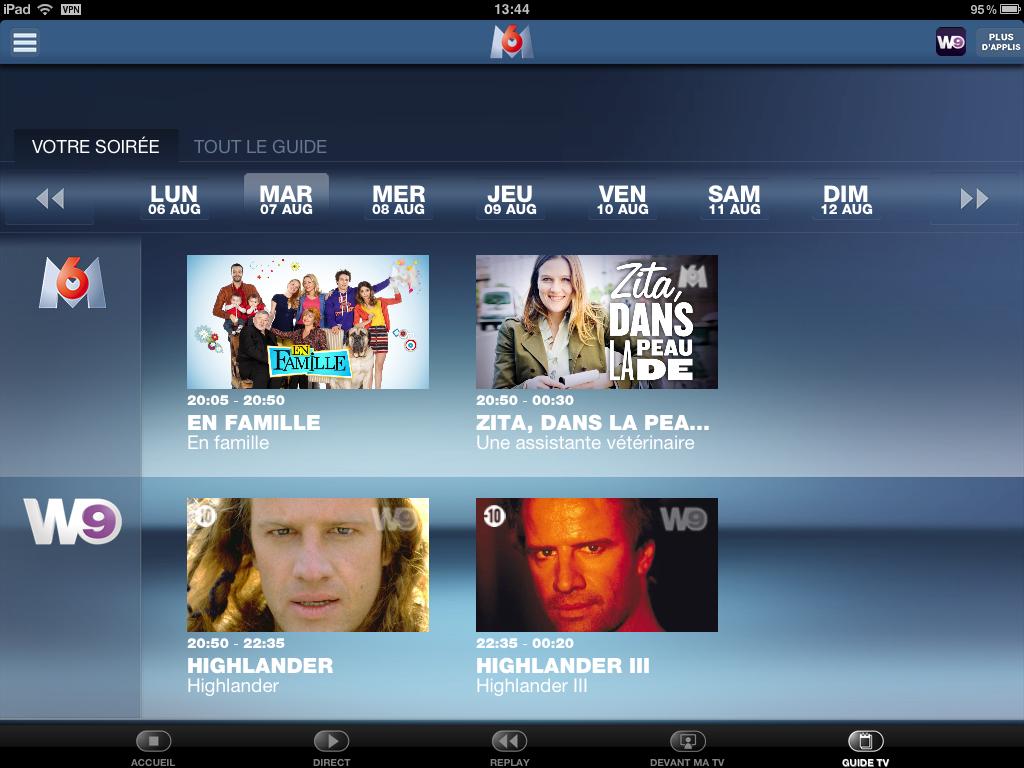 iPad VPN 13:44 95%
M6 W9 PLUS D'APPLIS
VOTRE SOIRÉE TOUT LE GUIDE
LUN MAR MER JEU VEN SAM DIM
06 AUG 07 AUG 08 AUG 09 AUG 10 AUG 11 AUG 12 AUG
M6
EN
FAMILLE
20:05 - 20:50
EN FAMILLE
En famille
M6
Zita,
DANS
LA PEAU
DE
20:50 - 00:30
ZITA, DANS LA PEA...
Une assistante vétérinaire
W9
-10 W9
20:50 - 22:35
HIGHLANDER
Highlander
-10 W9
22:35 - 00:20
HIGHLANDER III
Highlander III
ACCUEIL DIRECT REPLAY DEVANT MA TV GUIDE TV